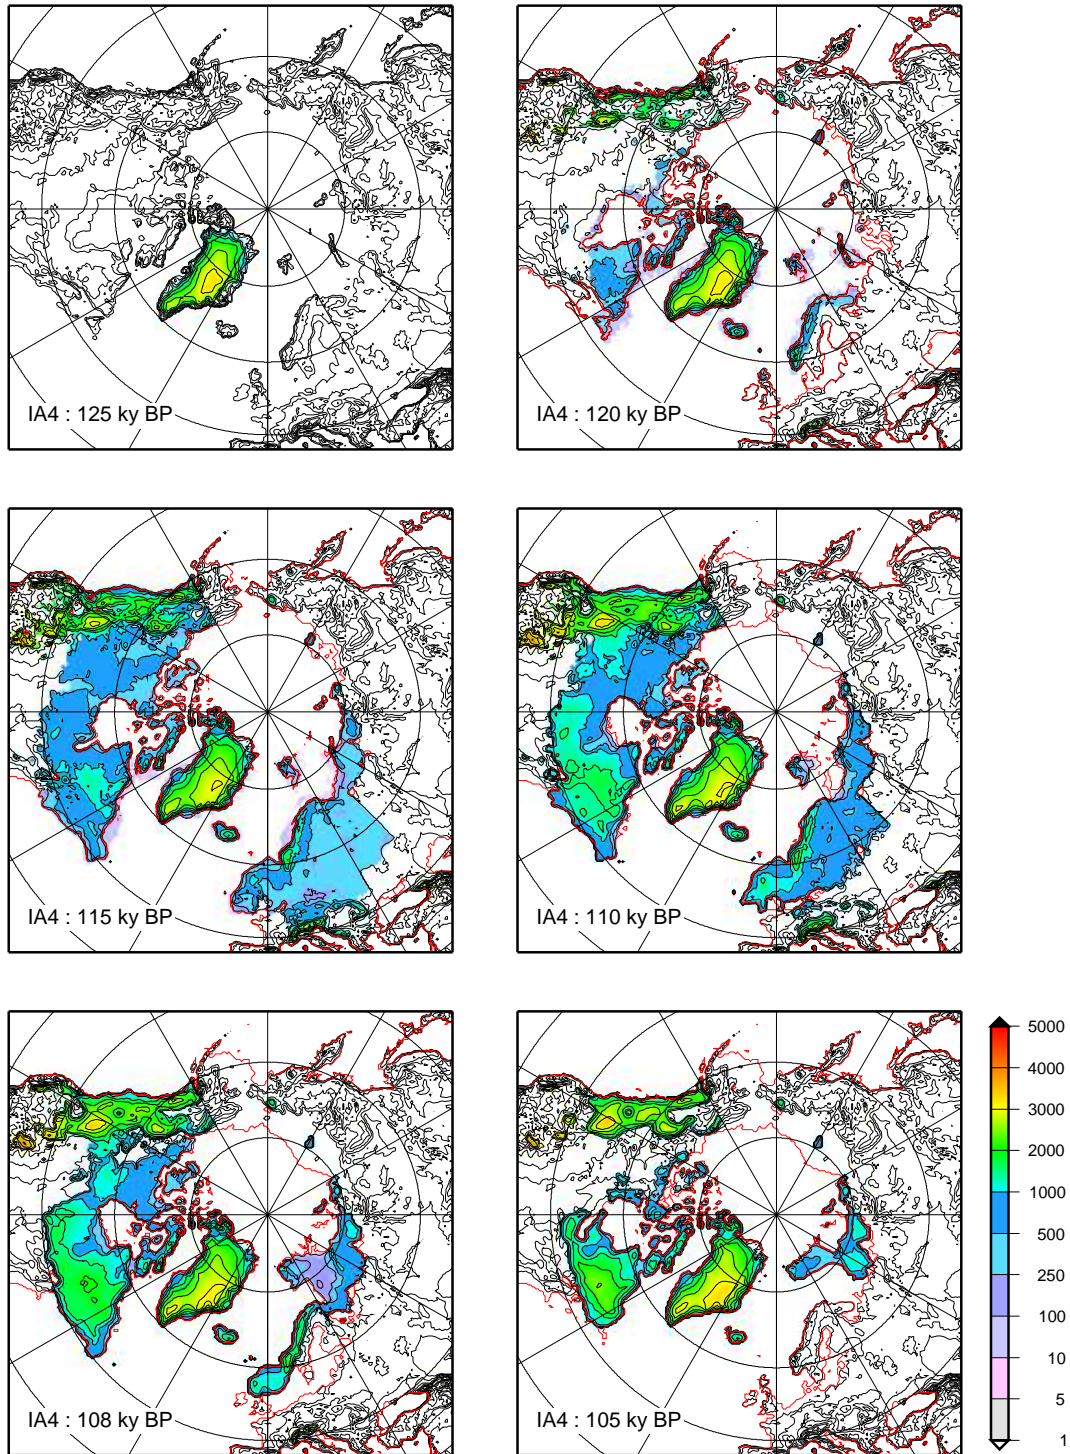 IA4 : 125 ky BP
IA4 : 120 ky BP
IA4 : 115 ky BP
IA4 : 110 ky BP
IA4 : 108 ky BP
IA4 : 105 ky BP
5000
4000
3000
2000
1000
500
250
100
10
5
1